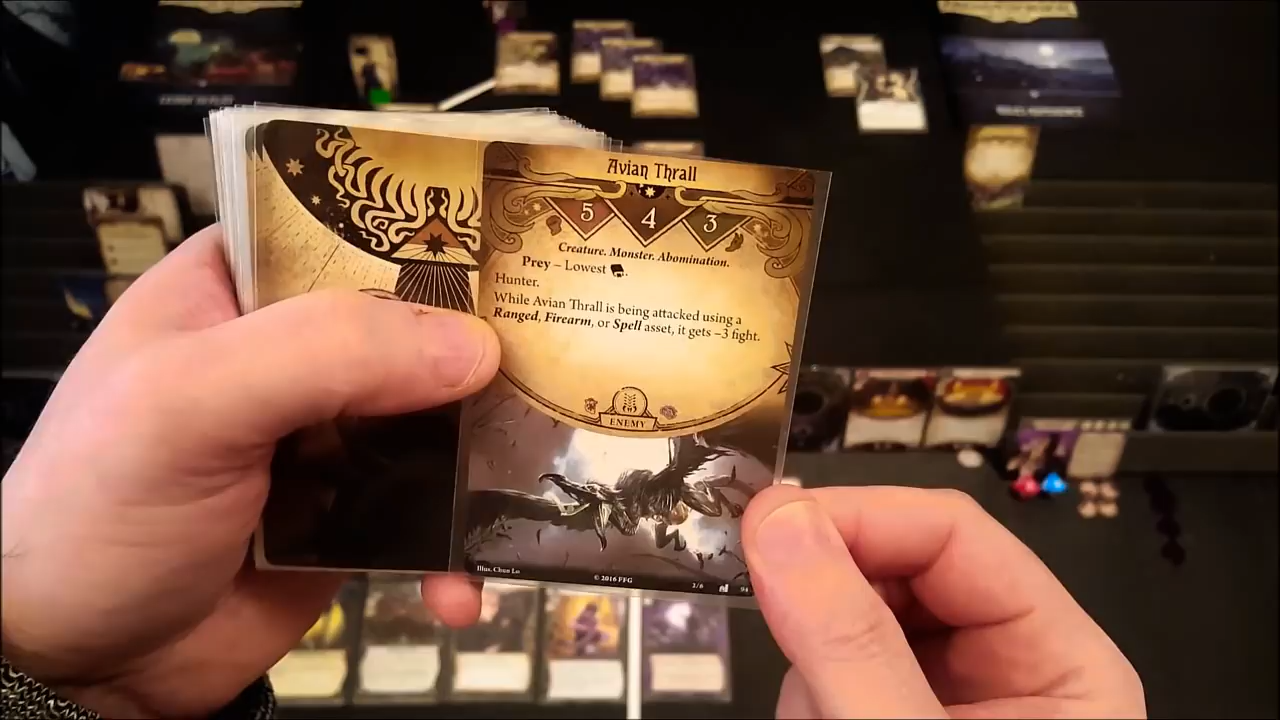 Avian Thrall
5 4 3
Creature. Monster. Abomination.
Prey – Lowest
Hunter.
While Avian Thrall is being attacked using a
Ranged, Firearm, or Spell asset, it gets –3 fight.
ENEMY
Illus. Chun Lo
© 2016 FFG
2/6
94